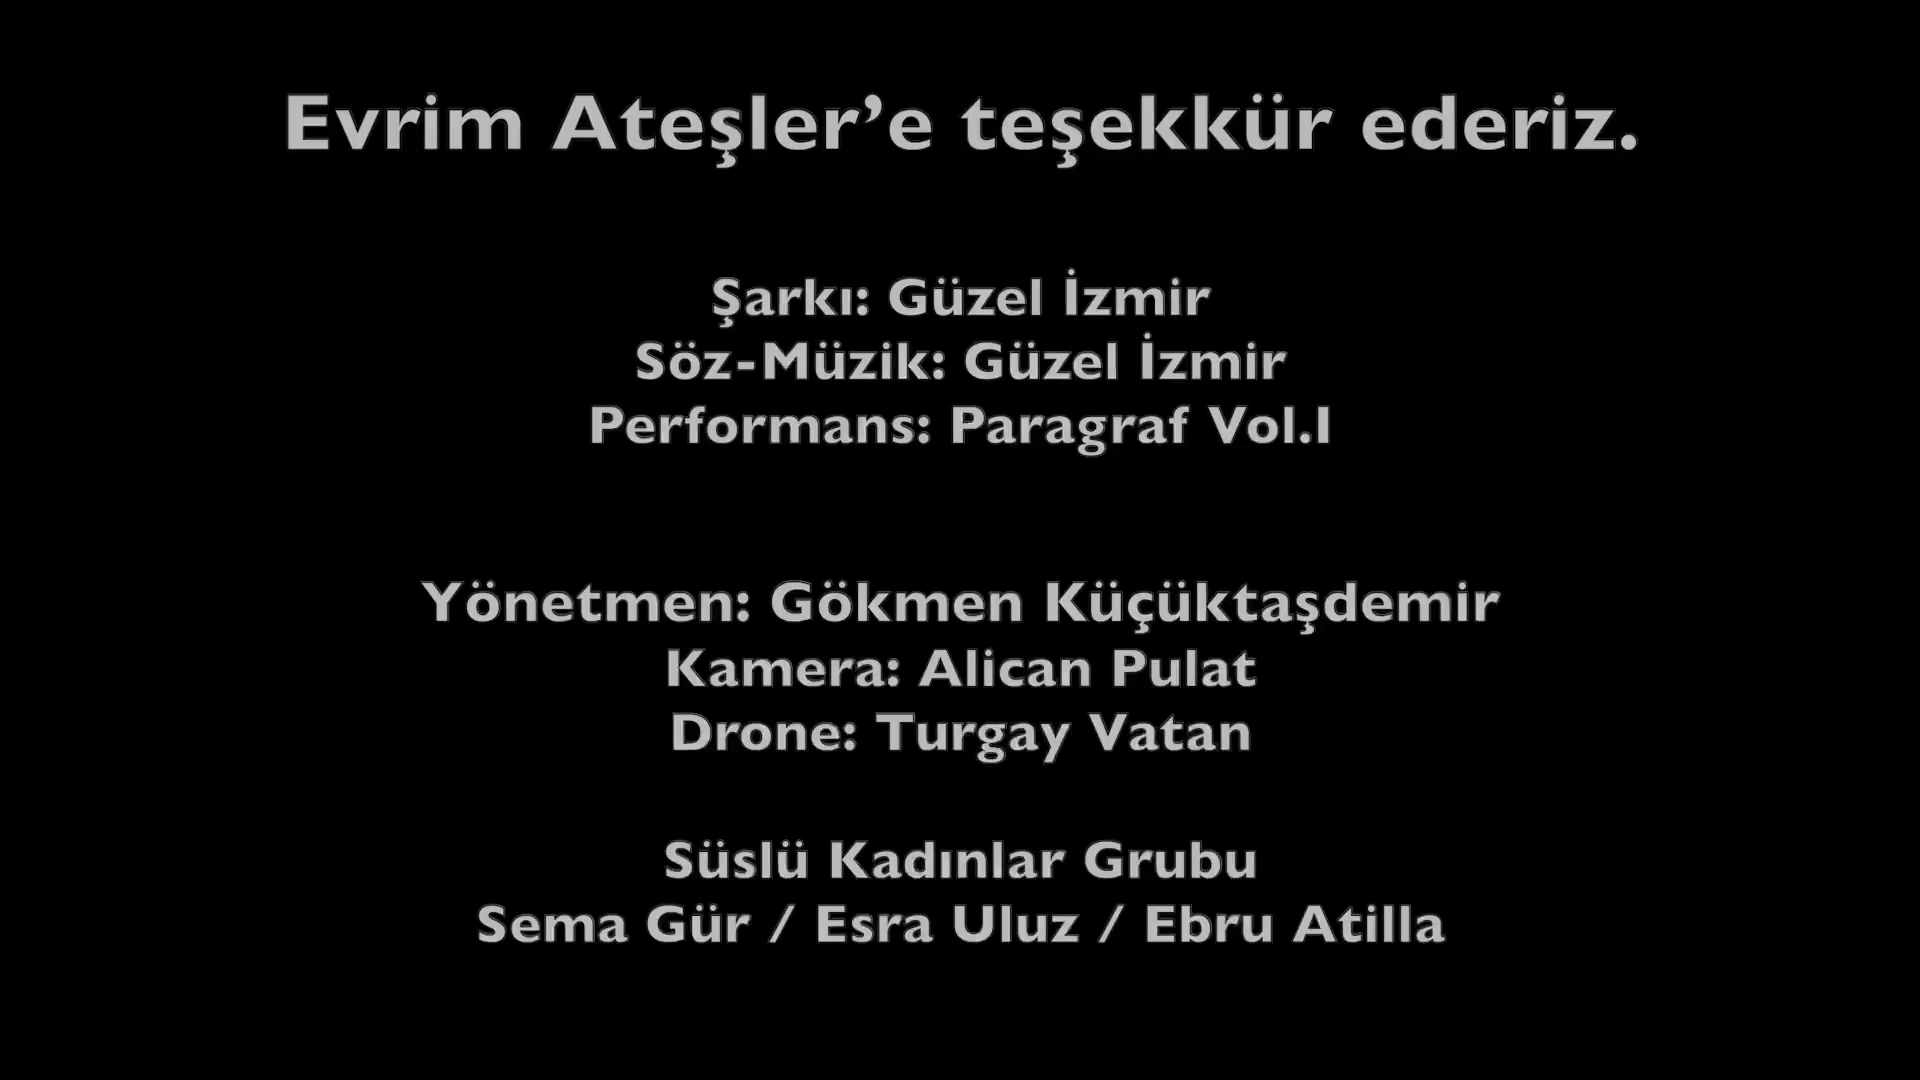 Evrim Ateşler’e teşekkür ederiz.
Şarkı: Güzel İzmir
Söz-Müzik: Güzel İzmir
Performans: Paragraf Vol.I
Yönetmen: Gökmen Küçüktaşdemir
Kamera: Alican Pulat
Drone: Turgay Vatan
Süslü Kadınlar Grubu
Sema Gür / Esra Uluz / Ebru Atilla